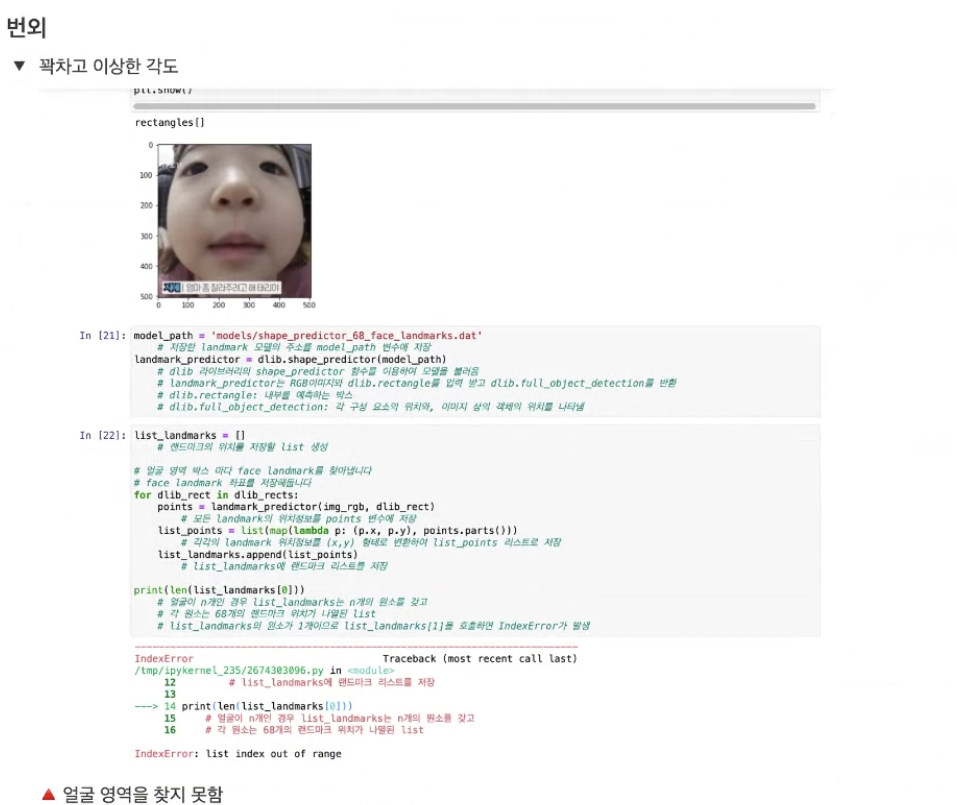 번외
▼ 꽉차고 이상한 각도
plt.show()
rectangles[]
0
100
200
300
400
500
0 100 200 300 400 500
엄마 좀 질라주려고 해 태리야
In [21]: model_path = 'models/shape_predictor_68_face_landmarks.dat'
# 저장한 landmark 모델의 주소를 model_path 변수에 저장
landmark_predictor = dlib.shape_predictor(model_path)
# dlib 라이브러리의 shape_predictor 함수를 이용하여 모델을 불러옴
# landmark_predictor는 RGB이미지와 dlib.rectangle를 입력 받고 dlib.full_object_detection를 반환
# dlib.rectangle: 내부를 예측하는 박스
# dlib.full_object_detection: 각 구성 요소의 위치와, 이미지 상의 객체의 위치를 나타냄
In [22]: list_landmarks = []
# 랜드마크의 위치를 저장할 list 생성
# 얼굴 영역 박스 마다 face landmark를 찾아냅니다
# face landmark 좌표를 저장해둡니다
for dlib_rect in dlib_rects:
points = landmark_predictor(img_rgb, dlib_rect)
# 모든 landmark의 위치정보를 points 변수에 저장
list_points = list(map(lambda p: (p.x, p.y), points.parts()))
# 각각의 landmark 위치정보를 (x,y) 형태로 변환하여 list_points 리스트로 저장
list_landmarks.append(list_points)
# list_landmarks에 랜드마크 리스트를 저장
print(len(list_landmarks[0]))
# 얼굴이 n개인 경우 list_landmarks는 n개의 원소를 갖고
# 각 원소는 68개의 랜드마크 위치가 나열된 list
# list_landmarks의 원소가 1개이므로 list_landmarks[1]을 호출하면 IndexError가 발생
IndexError Traceback (most recent call last)
/tmp/ipykernel_235/2674303096.py in <module>
12 # list_landmarks에 랜드마크 리스트를 저장
13
---> 14 print(len(list_landmarks[0]))
15 # 얼굴이 n개인 경우 list_landmarks는 n개의 원소를 갖고
16 # 각 원소는 68개의 랜드마크 위치가 나열된 list
IndexError: list index out of range
🔺 얼굴 영역을 찾지 못함